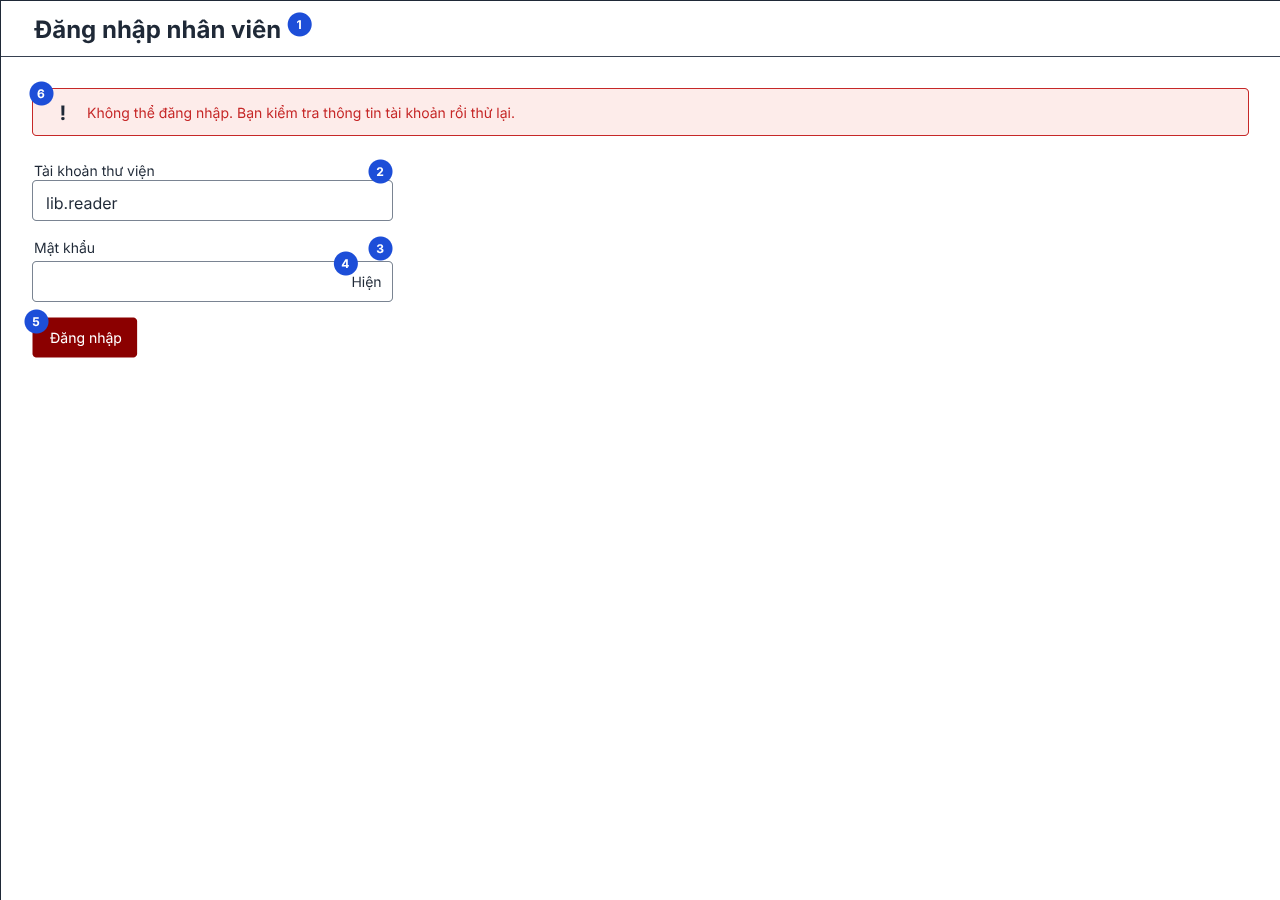 Đăng nhập nhân viên 1
6
! Không thể đăng nhập. Bạn kiểm tra thông tin tài khoản rồi thử lại.
Tài khoản thư viện 2
lib.reader
Mật khẩu 3
4
Hiện
5
Đăng nhập